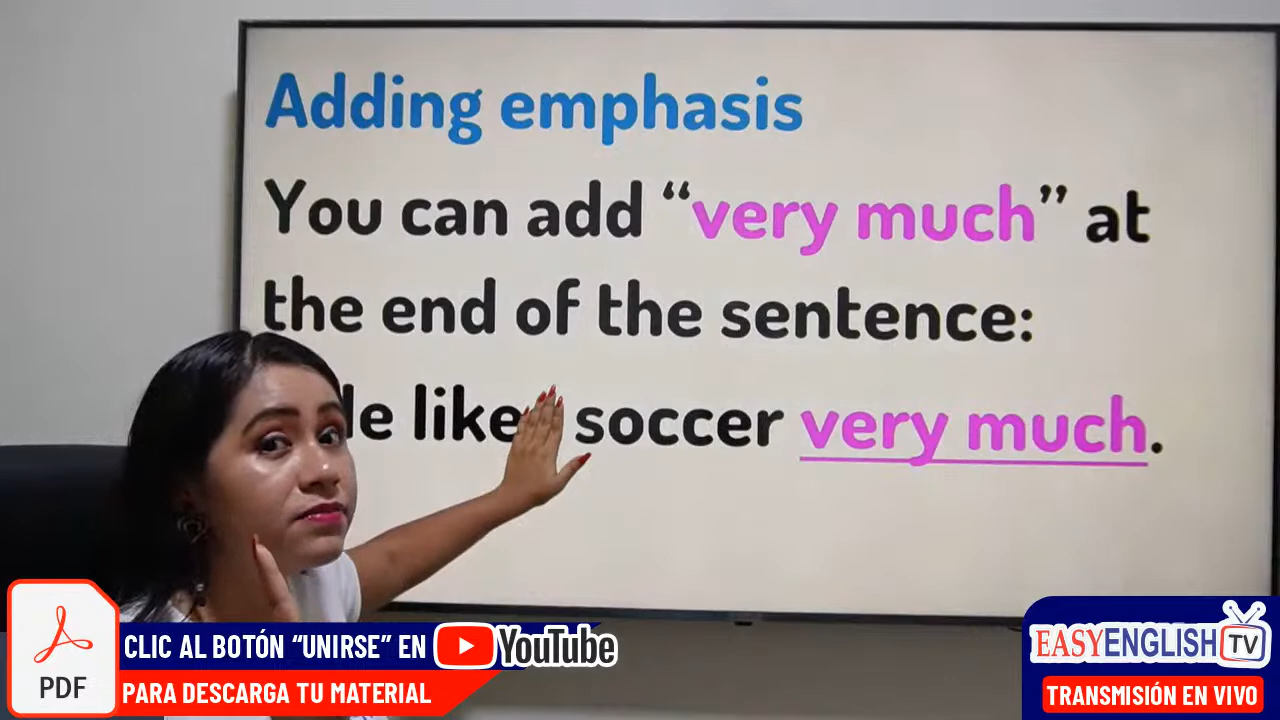 Adding emphasis
You can add “very much” at
the end of the sentence:
soccer very much.
PDF
CLIC AL BOTÓN “UNIRSE” EN YouTube
PARA DESCARGA TU MATERIAL
EASYENGLISH TV
TRANSMISIÓN EN VIVO